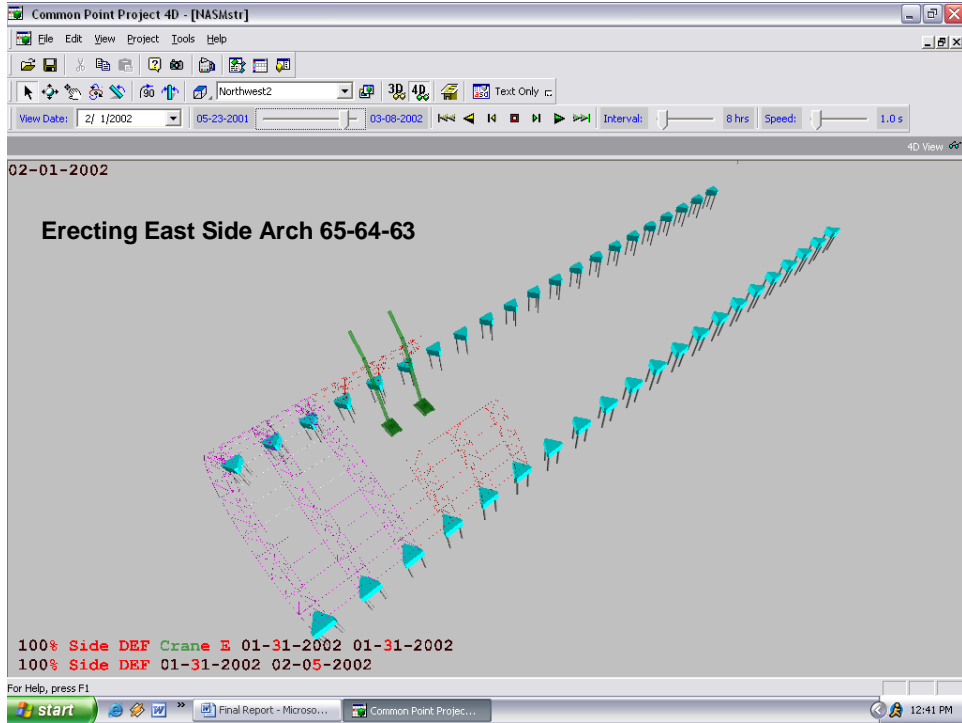 Common Point Project 4D - [NASMstr]
File Edit View Project Tools Help
Northwest2 3D 4D Text Only
View Date: 2/ 1/2002 05-23-2001 03-08-2002 Interval: 8 hrs Speed: 1.0 s
4D View
02-01-2002
Erecting East Side Arch 65-64-63
100% Side DEF Crane E 01-31-2002 01-31-2002
100% Side DEF 01-31-2002 02-05-2002
For Help, press F1
start Final Report - Microso... Common Point Projec... 12:41 PM